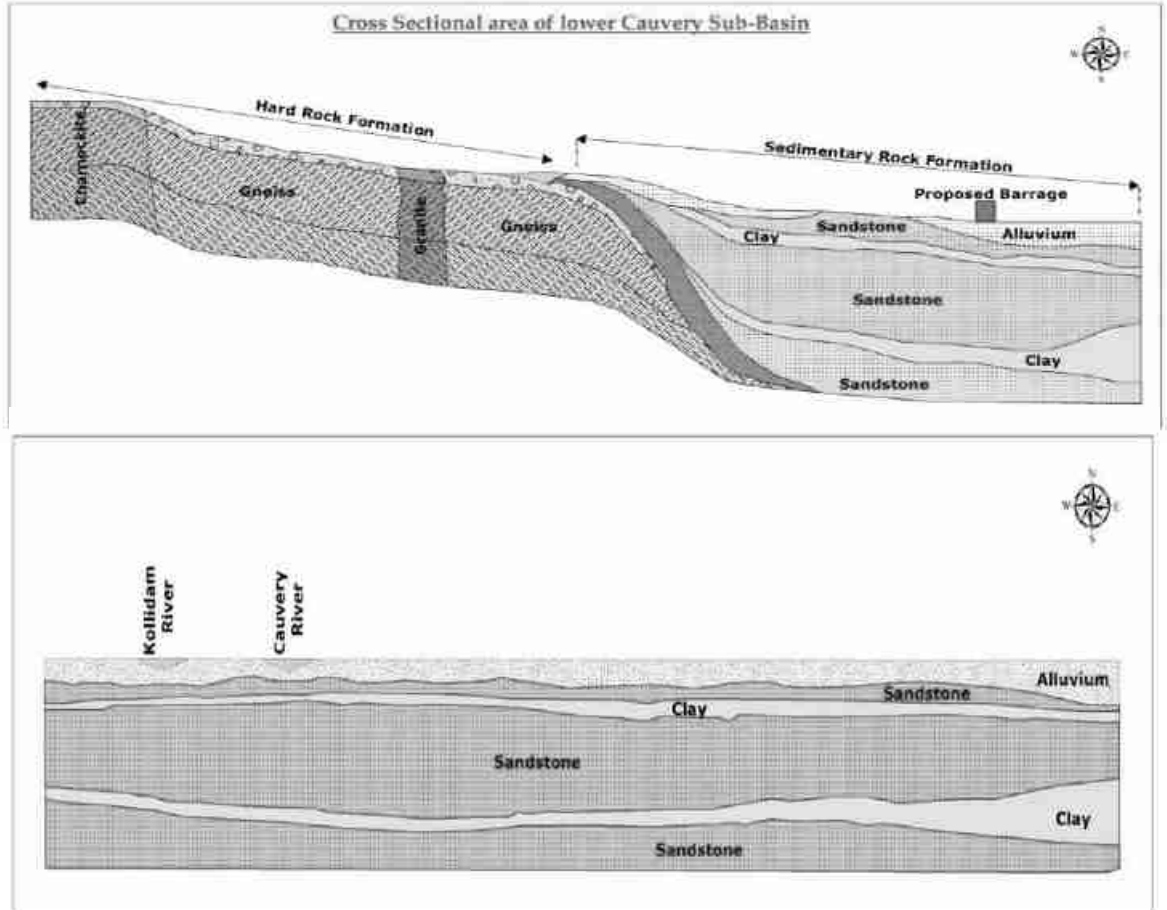 Cross Sectional area of lower Cauvery Sub-Basin
N
W E
S
Hard Rock Formation
Sedimentary Rock Formation
Charnockite
Gneiss
Granite
Gneiss
Proposed Barrage
Sandstone
Alluvium
Clay
Sandstone
Clay
Sandstone
N
W E
S
Kollidam
River
Cauvery
River
Alluvium
Sandstone
Clay
Sandstone
Clay
Sandstone